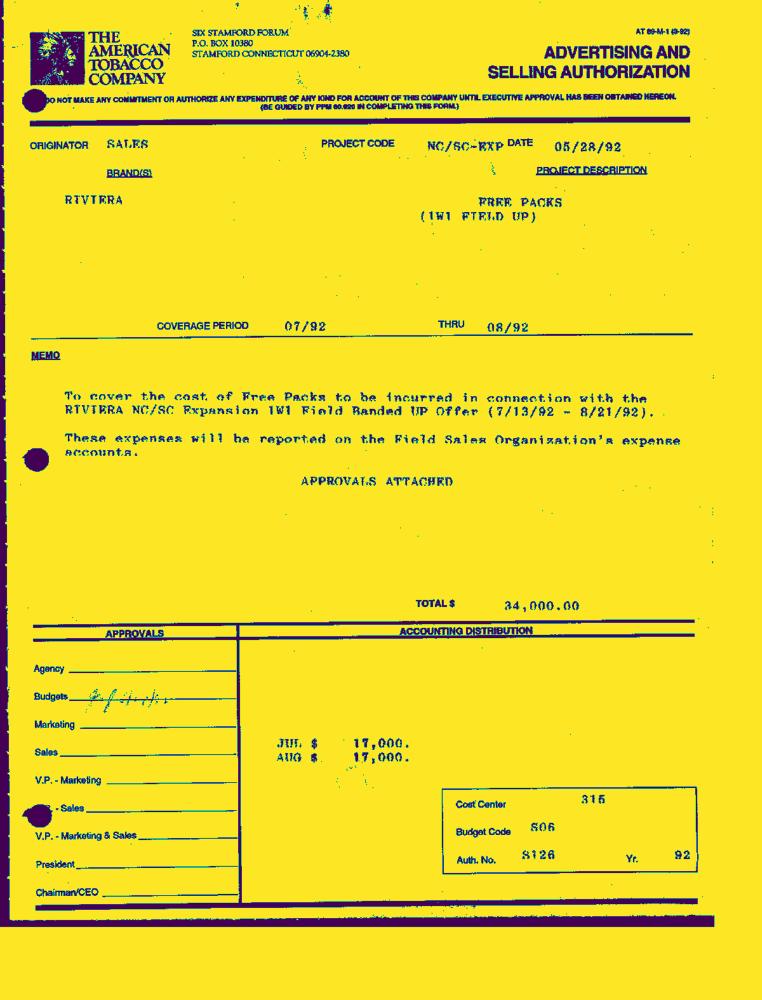 THE
AMERICAN
TOBACCO
COMPANY
SIX STAMFORD FORUM
P.O. BOX 10380
STAMFORD CONNECTICUT 06904-2380
AT 89-M-1 (9-92)
ADVERTISING AND
SELLING AUTHORIZATION
DO NOT MAKE ANY COMMITMENT OR AUTHORIZE ANY EXPENDITURE OF ANY KIND FOR ACCOUNT OF THIS COMPANY UNTIL EXECUTIVE APPROVAL HAS BEEN OBTAINED HEREON.
(BE GUIDED BY PPM 60.020 IN COMPLETING THIS FORM.)
ORIGINATOR SALES PROJECT CODE NC/SC-EXP DATE 05/28/92
BRAND(S) PROJECT DESCRIPTION
RIVIERA FREE PACKS
(1W1 FIELD UP)
COVERAGE PERIOD 07/92 THRU 08/92
MEMO
To cover the cost of Free Packs to be incurred in connection with the
RIVIERA NC/SC Expansion 1W1 Field Banded UP Offer (7/13/92 - 8/21/92).
These expenses will be reported on the Field Sales Organization's expense
accounts.
APPROVALS ATTACHED
TOTAL $ 34,000.00
APPROVALS ACCOUNTING DISTRIBUTION
Agency
Budgets
Marketing
Sales
V.P. - Marketing
- Sales
V.P. - Marketing & Sales
President
Chairman/CEO
JUL $ 17,000.
AUG $ 17,000.
Cost Center 315
Budget Code S06
Auth. No. S126 Yr. 92